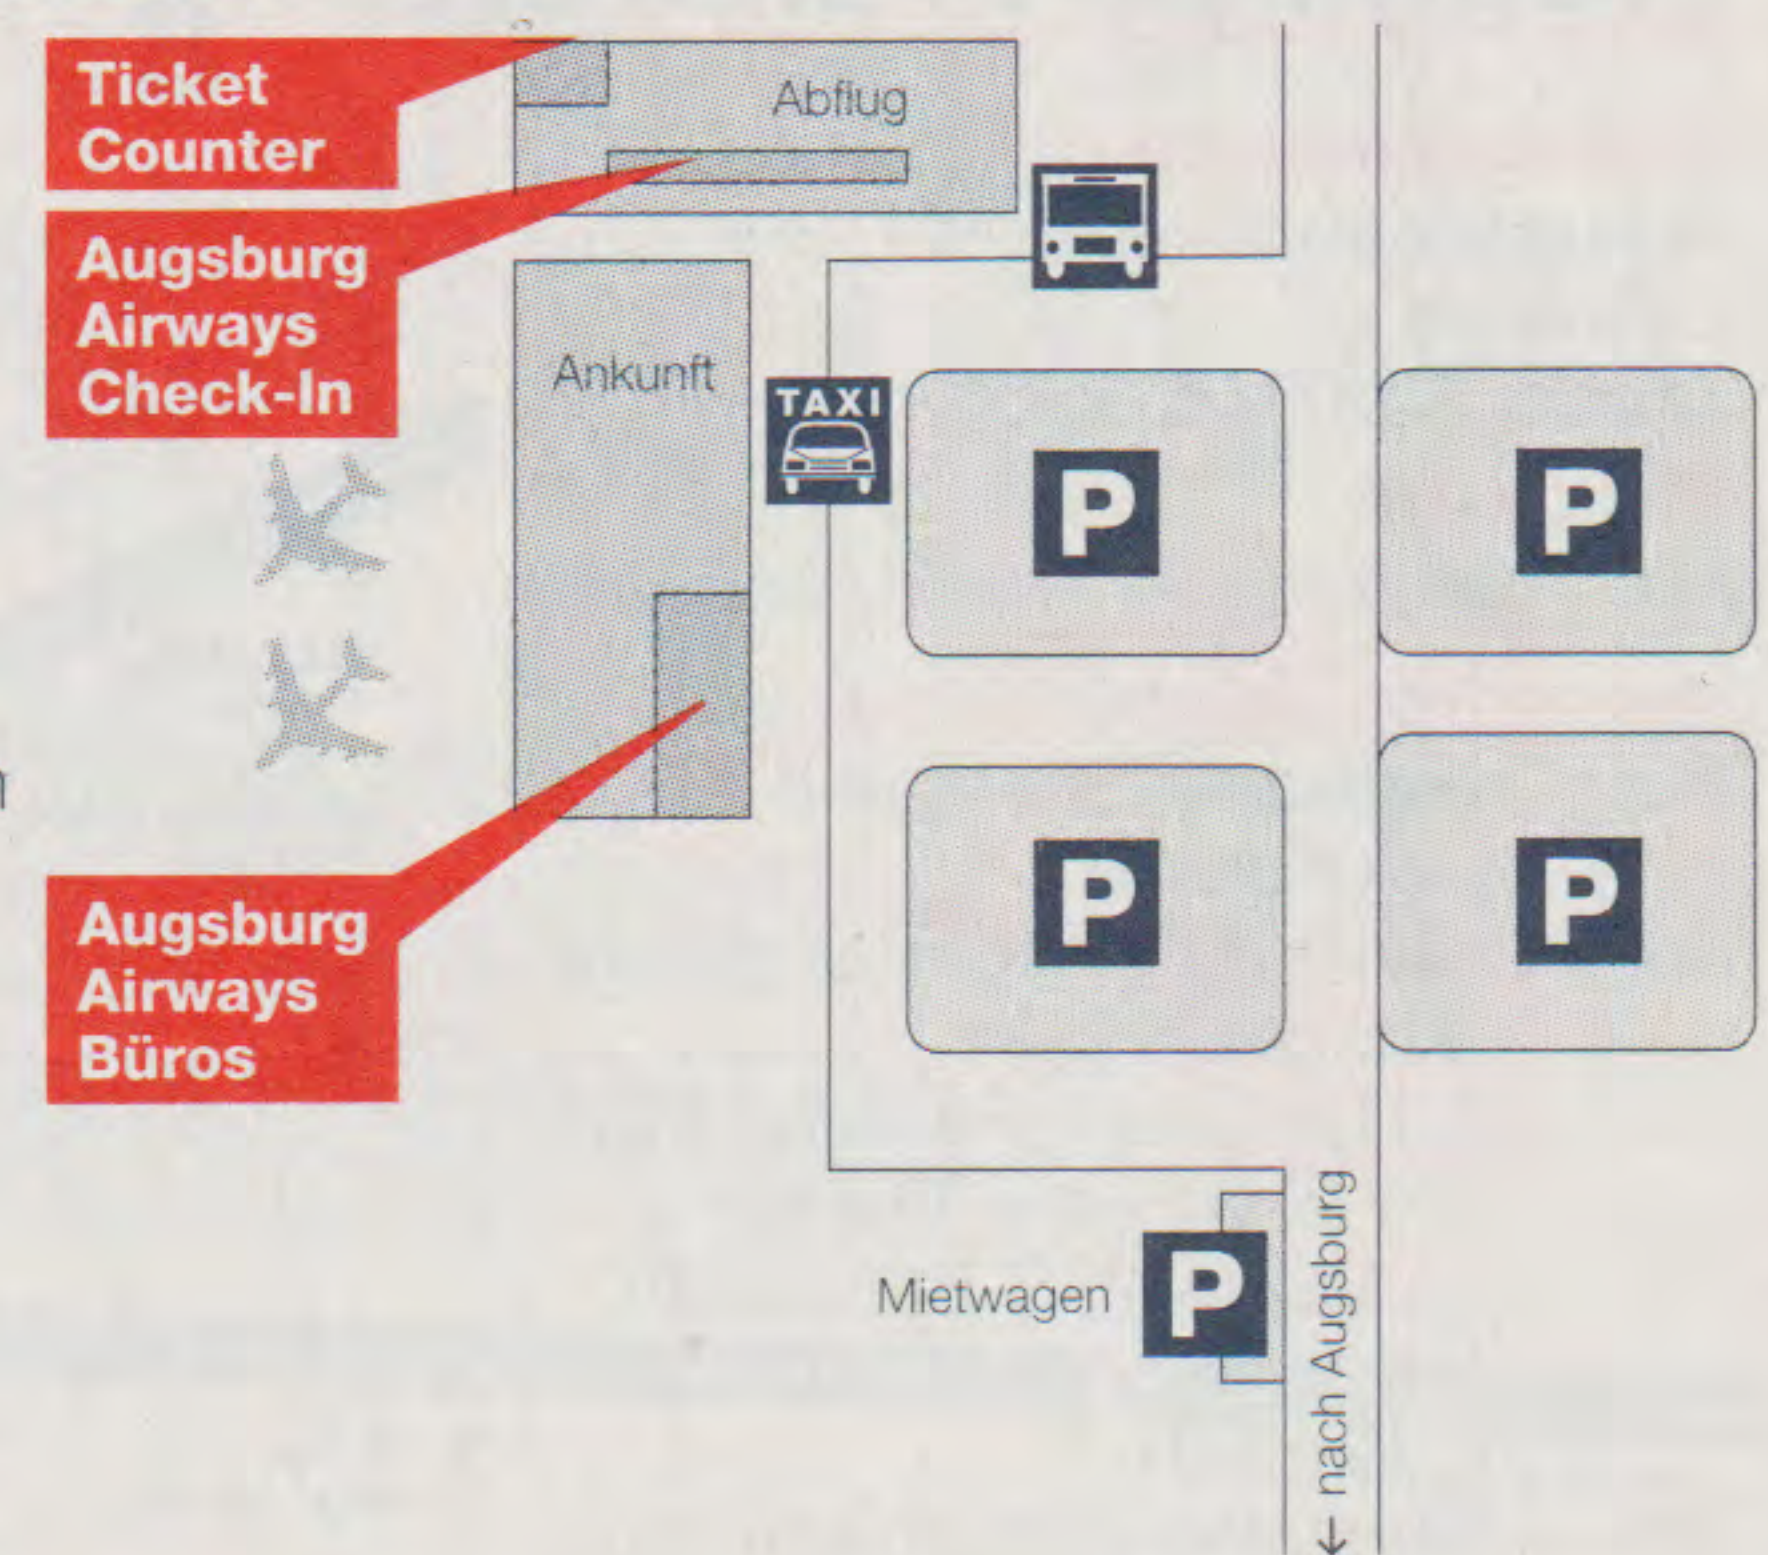 Ticket
Counter
Abflug
Augsburg
Airways
Check-In
Ankunft
TAXI
P
P
P
P
Augsburg
Airways
Büros
Mietwagen
P
← nach Augsburg